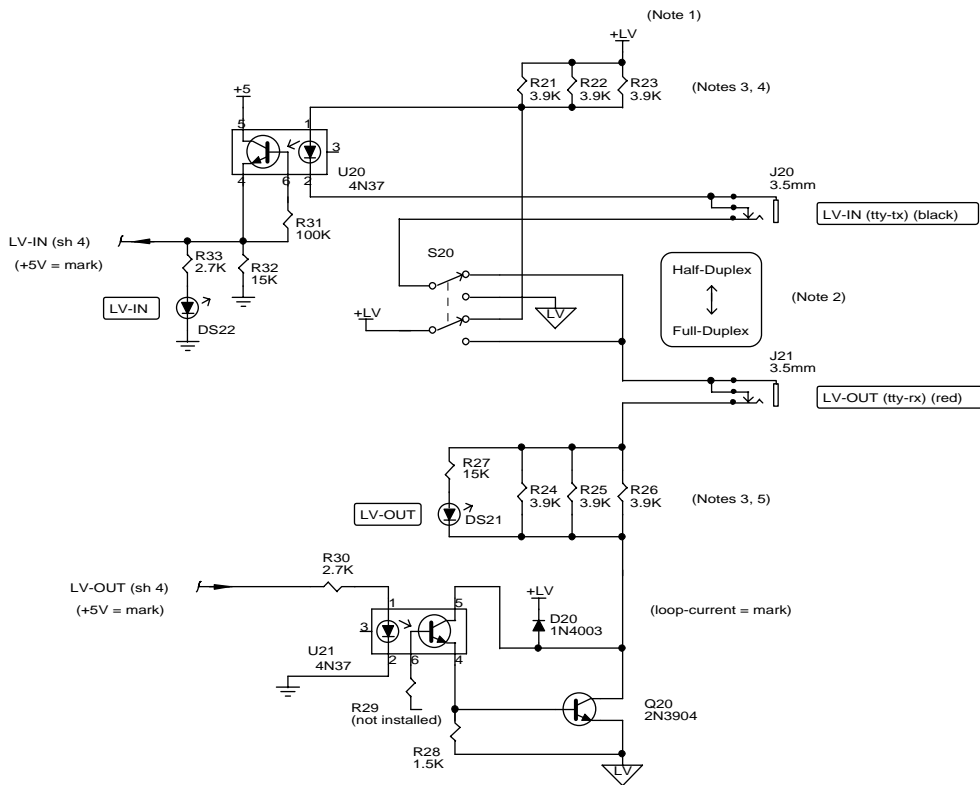 (Note 1)
+LV
R21
3.9K
R22
3.9K
R23
3.9K
(Notes 3, 4)
+5
5
1
3
4
6
2
U20
4N37
J20
3.5mm
LV-IN (tty-tx) (black)
R31
100K
LV-IN (sh 4)
(+5V = mark)
R33
2.7K
R32
15K
LV-IN
DS22
S20
+LV
LV
Half-Duplex
Full-Duplex
(Note 2)
J21
3.5mm
LV-OUT (tty-rx) (red)
R27
15K
R24
3.9K
R25
3.9K
R26
3.9K
(Notes 3, 5)
LV-OUT
DS21
R30
2.7K
LV-OUT (sh 4)
(+5V = mark)
1
5
3
2
6
4
U21
4N37
+LV
D20
1N4003
(loop-current = mark)
R29
(not installed)
R28
1.5K
Q20
2N3904
LV